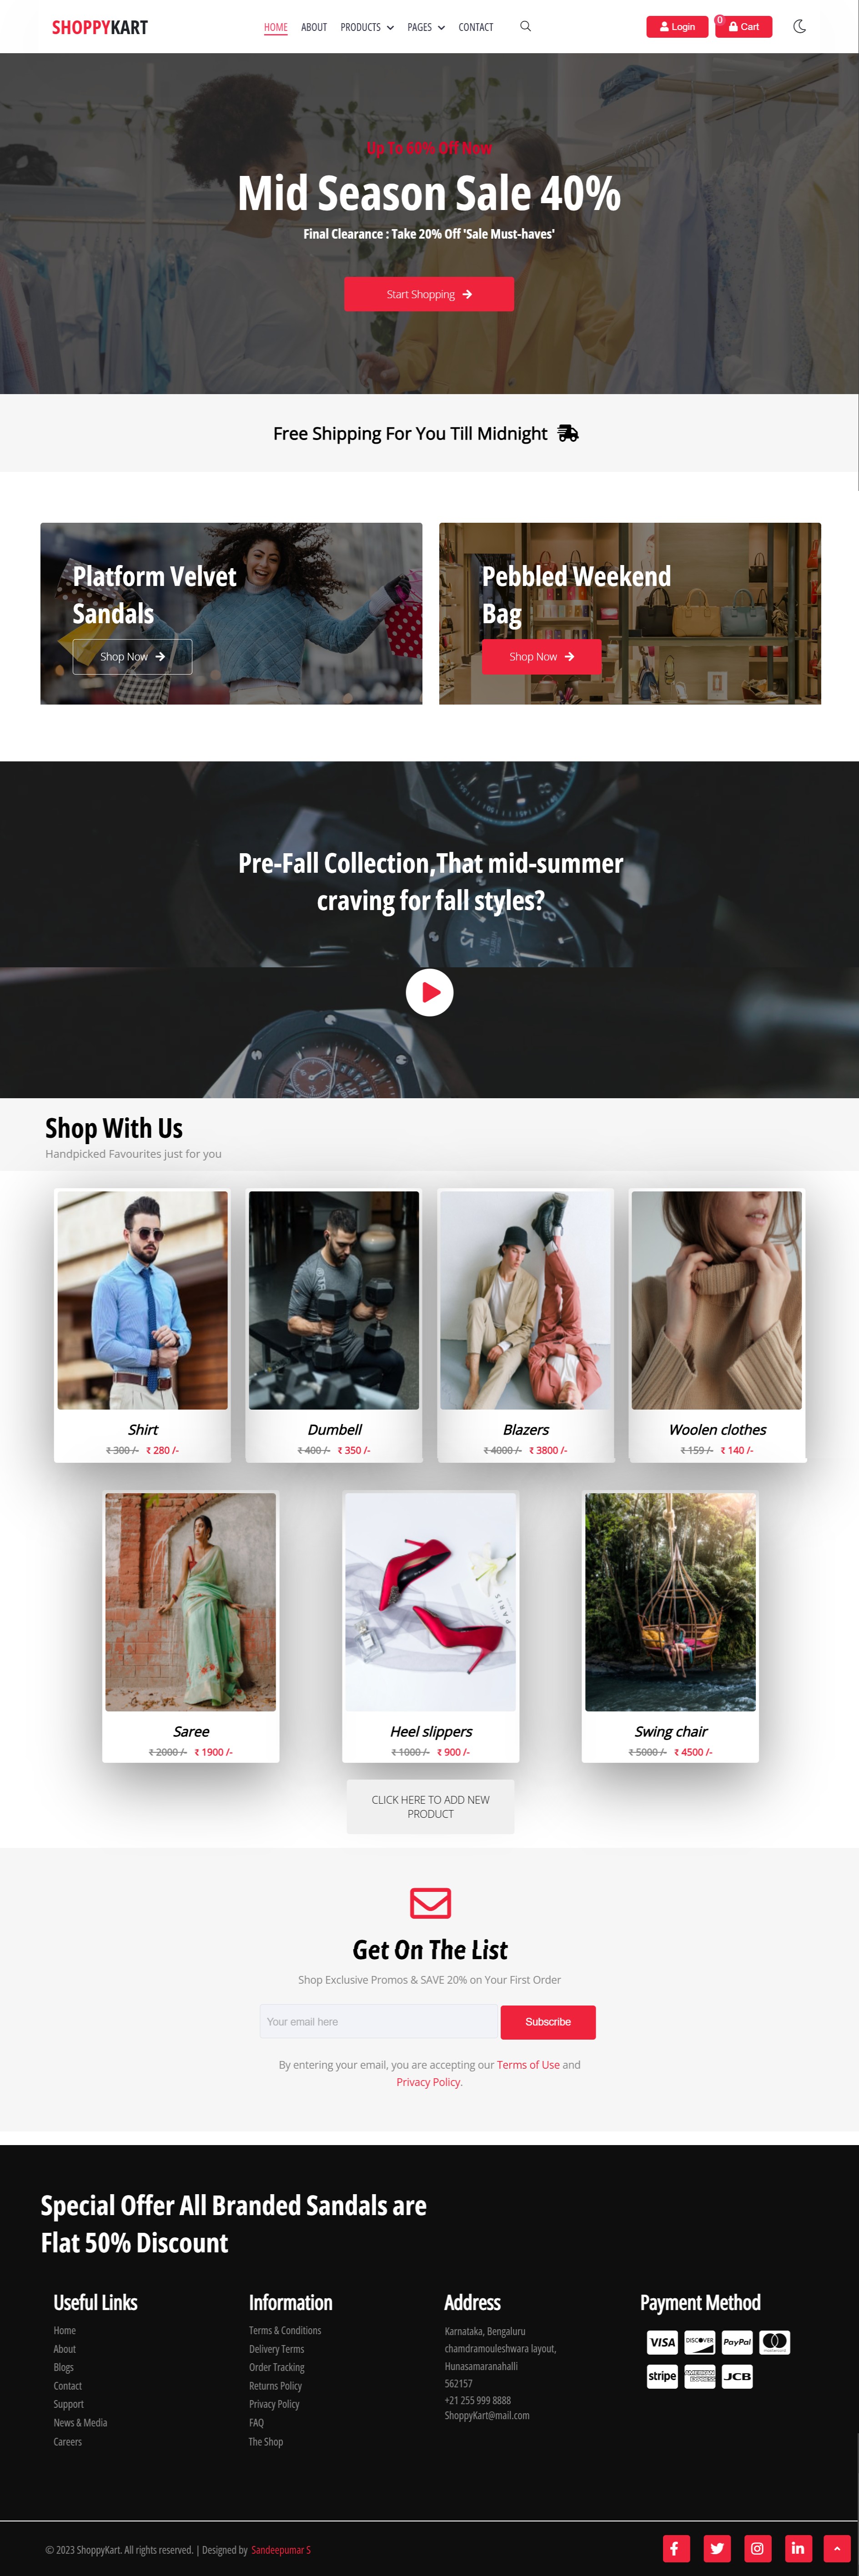 SHOPPYKART
HOME ABOUT PRODUCTS PAGES CONTACT
Login
0
Cart
Up To 60% Off Now
Mid Season Sale 40%
Final Clearance : Take 20% Off 'Sale Must-haves'
Start Shopping
Free Shipping For You Till Midnight
Platform Velvet
Sandals
Shop Now
Pebbled Weekend
Bag
Shop Now
Pre-Fall Collection,That mid-summer
craving for fall styles?
12
Shop With Us
Handpicked Favourites just for you
Shirt
₹ 300 /- ₹ 280 /-
Dumbell
₹ 400 /- ₹ 350 /-
Blazers
₹ 4000 /- ₹ 3800 /-
Woolen clothes
₹ 159 /- ₹ 140 /-
PARIS
Saree
₹ 2000 /- ₹ 1900 /-
Heel slippers
₹ 1000 /- ₹ 900 /-
Swing chair
₹ 5000 /- ₹ 4500 /-
CLICK HERE TO ADD NEW
PRODUCT
Get On The List
Shop Exclusive Promos & SAVE 20% on Your First Order
Your email here
Subscribe
By entering your email, you are accepting our Terms of Use and
Privacy Policy.
Special Offer All Branded Sandals are
Flat 50% Discount
Useful Links
Home
About
Blogs
Contact
Support
News & Media
Careers
Information
Terms & Conditions
Delivery Terms
Order Tracking
Returns Policy
Privacy Policy
FAQ
The Shop
Address
Karnataka, Bengaluru
chamdramouleshwara layout,
Hunasamaranahalli
562157
+21 255 999 8888
ShoppyKart@mail.com
Payment Method
VISA DISCOVER PayPal
stripe AMERICAN EXPRESS JCB
© 2023 ShoppyKart. All rights reserved. | Designed by Sandeepumar S